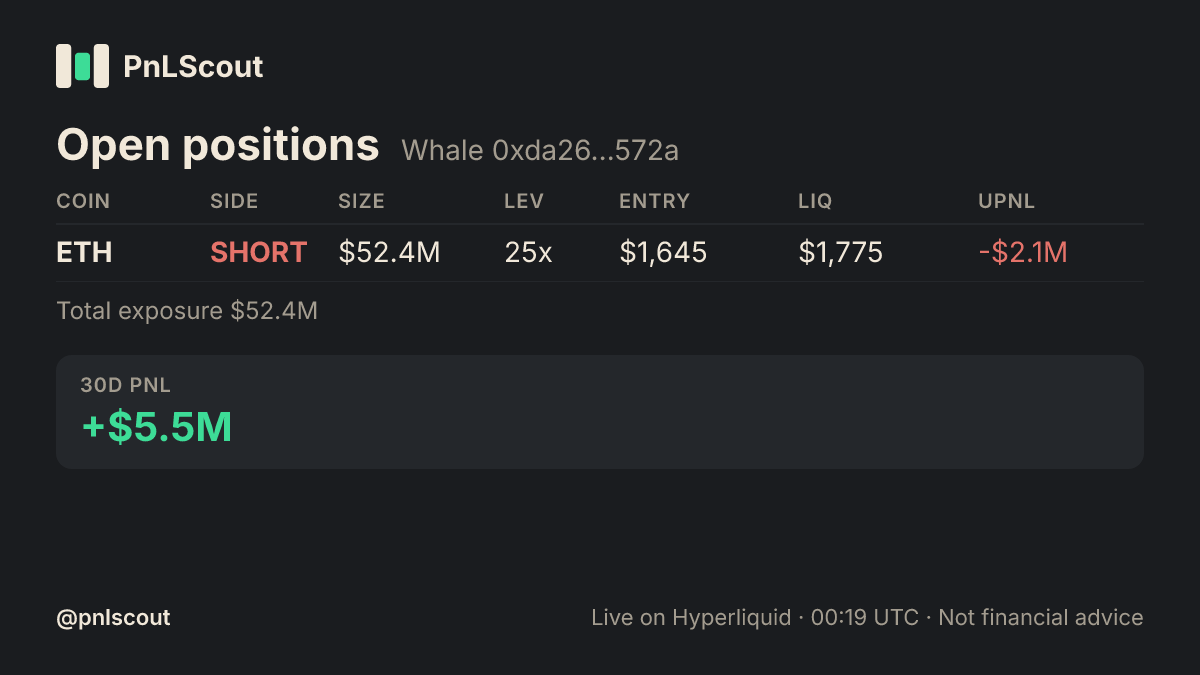 PnLScout
Open positions Whale 0xda26...572a
COIN SIDE SIZE LEV ENTRY LIQ UPNL
ETH SHORT $52.4M 25x $1,645 $1,775 -$2.1M
Total exposure $52.4M
30D PNL
+$5.5M
@pnlscout Live on Hyperliquid · 00:19 UTC · Not financial advice